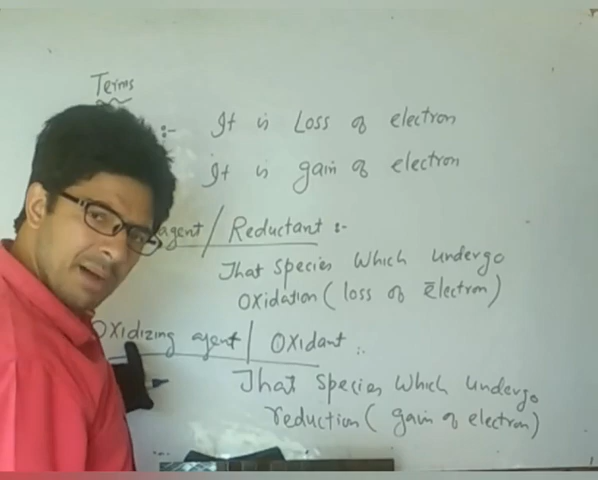 Terms
:- It is Loss of electron
It is gain of electron
agent / Reductant :-
That species which undergo
oxidation ( loss of ēlectron )
Oxidizing agent / Oxidant :-
That species which undergo
reduction ( gain of electron )